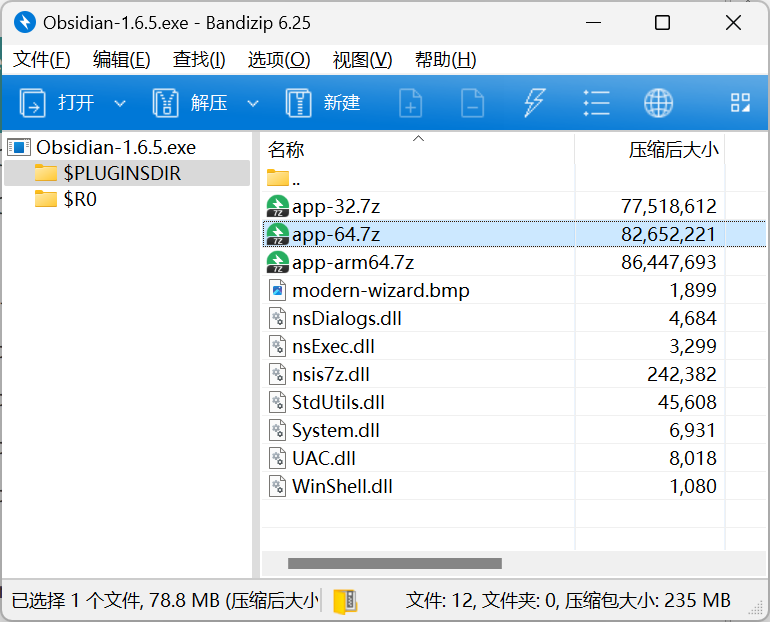 Obsidian-1.6.5.exe - Bandizip 6.25
文件(F) 编辑(E) 查找(I) 选项(O) 视图(V) 帮助(H)
打开 解压 新建
Obsidian-1.6.5.exe
$PLUGINSDIR
$R0
名称 压缩后大小
..
app-32.7z 77,518,612
app-64.7z 82,652,221
app-arm64.7z 86,447,693
modern-wizard.bmp 1,899
nsDialogs.dll 4,684
nsExec.dll 3,299
nsis7z.dll 242,382
StdUtils.dll 45,608
System.dll 6,931
UAC.dll 8,018
WinShell.dll 1,080
已选择 1 个文件, 78.8 MB (压缩后大小 文件: 12, 文件夹: 0, 压缩包大小: 235 MB